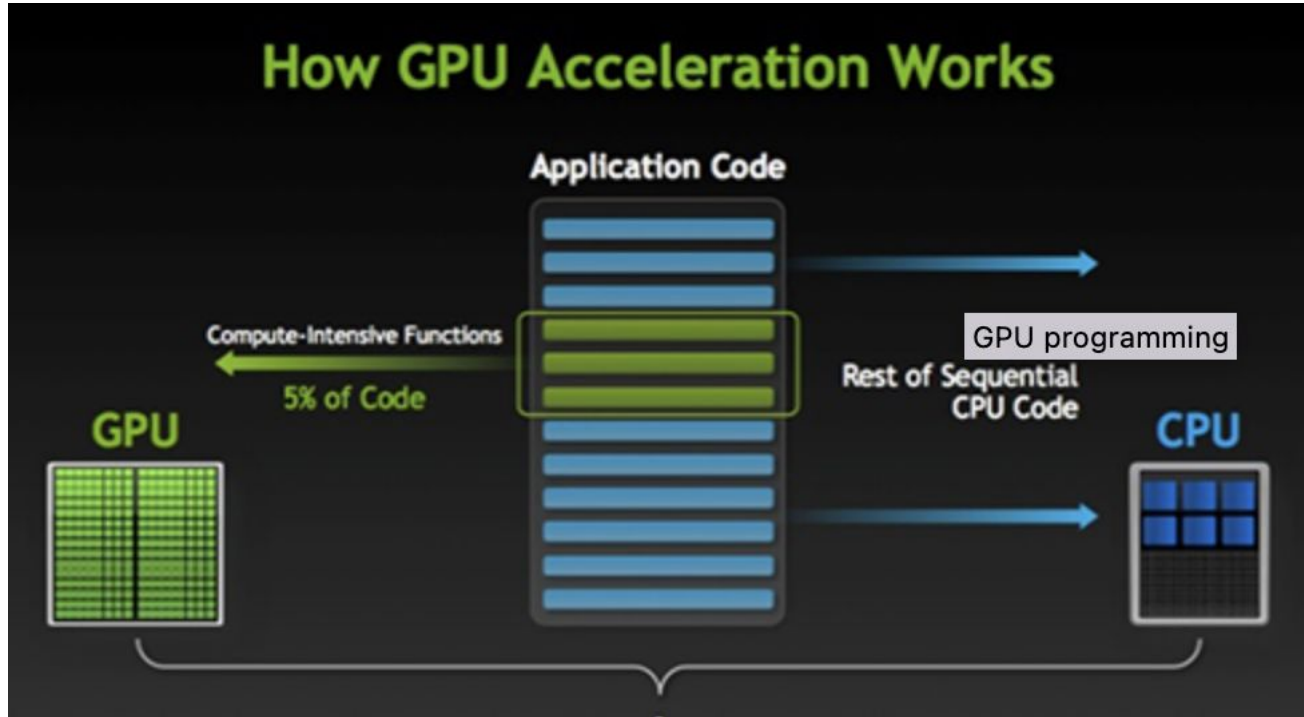 How GPU Acceleration Works
Application Code
Compute-Intensive Functions
5% of Code
GPU programming
Rest of Sequential
CPU Code
GPU
CPU